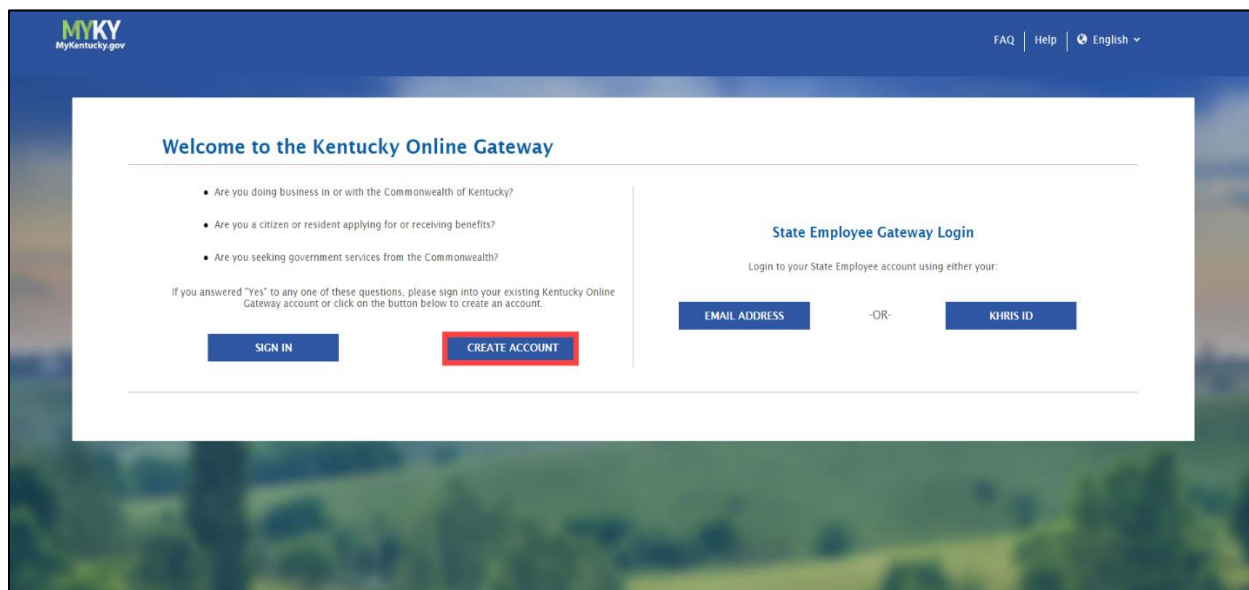 MYKY
MyKentucky.gov
FAQ
Help
English
Welcome to the Kentucky Online Gateway
Are you doing business in or with the Commonwealth of Kentucky?
Are you a citizen or resident applying for or receiving benefits?
Are you seeking government services from the Commonwealth?
If you answered "Yes" to any one of these questions, please sign into your existing Kentucky Online
Gateway account or click on the button below to create an account.
SIGN IN
CREATE ACCOUNT
State Employee Gateway Login
Login to your State Employee account using either your:
EMAIL ADDRESS
-OR-
KHRIS ID